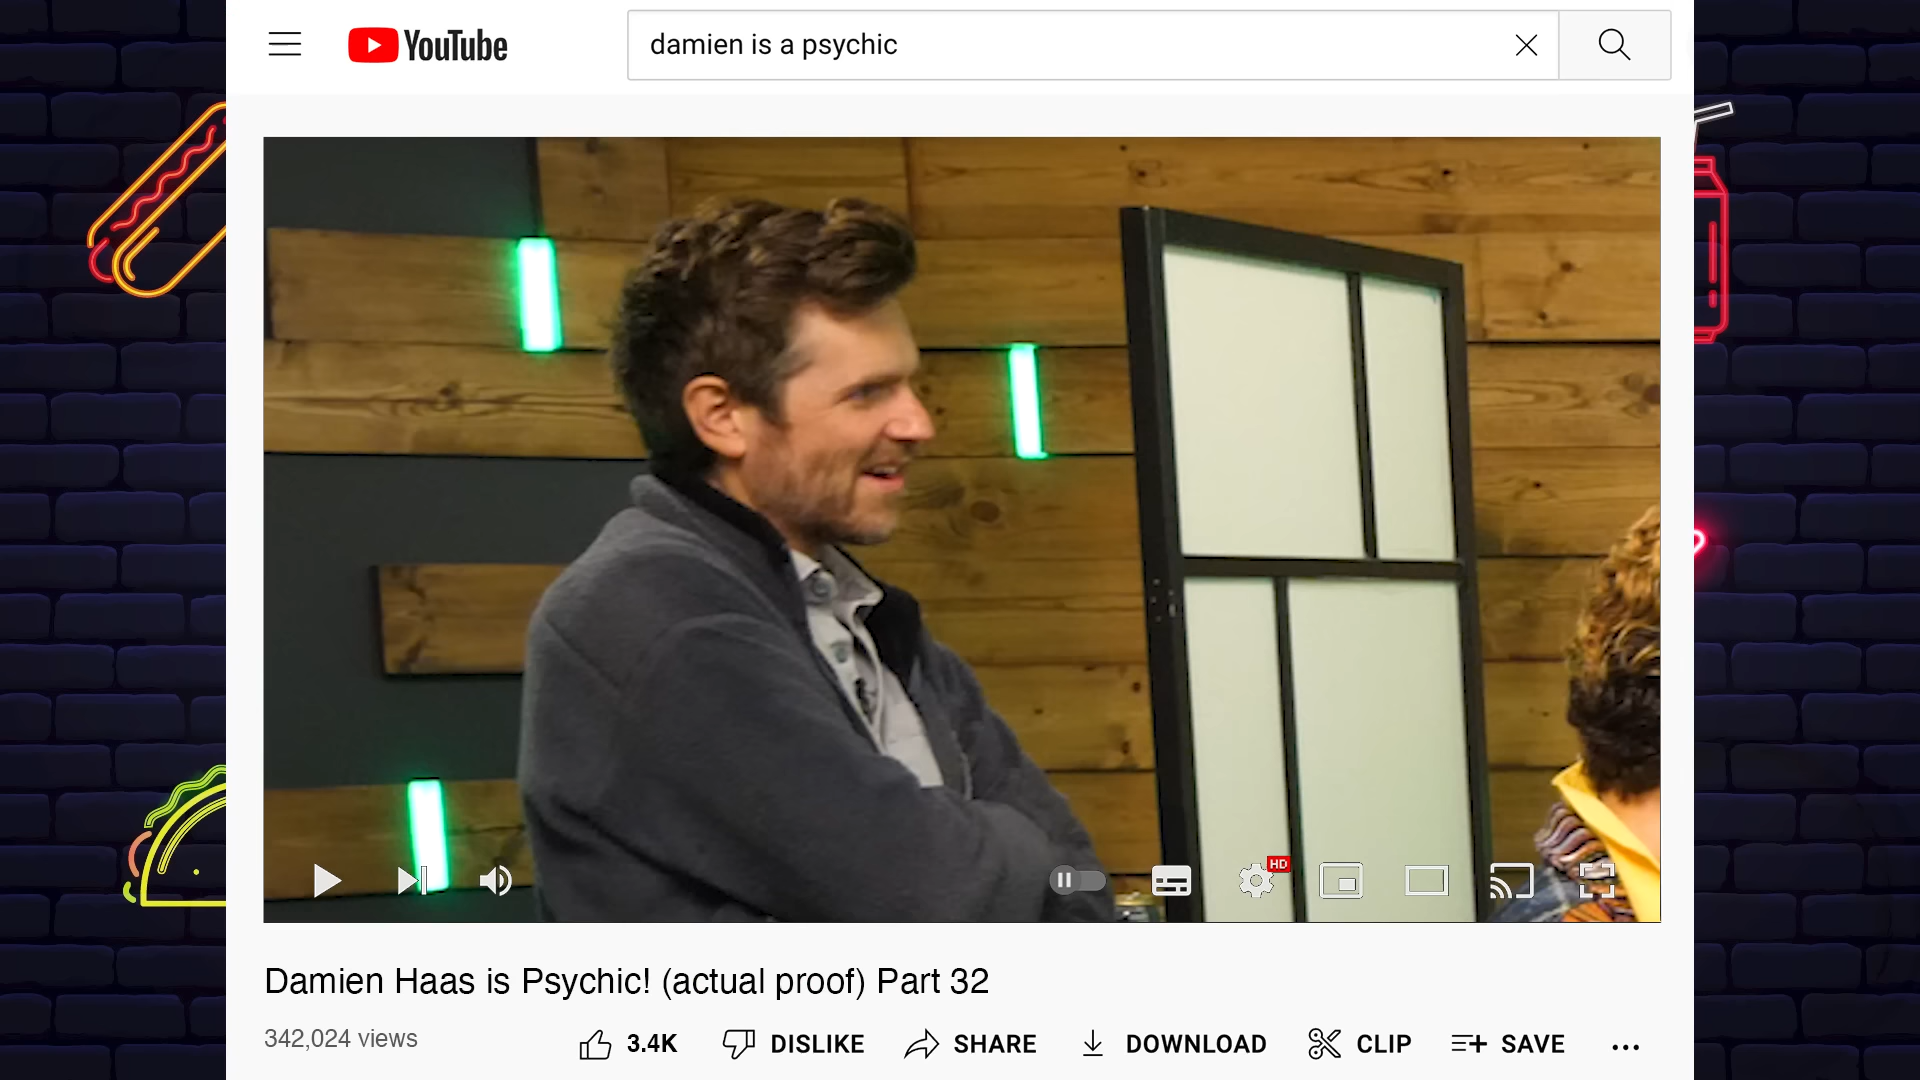 YouTube
damien is a psychic
HD
Damien Haas is Psychic! (actual proof) Part 32
342,024 views
3.4K
DISLIKE
SHARE
DOWNLOAD
CLIP
SAVE